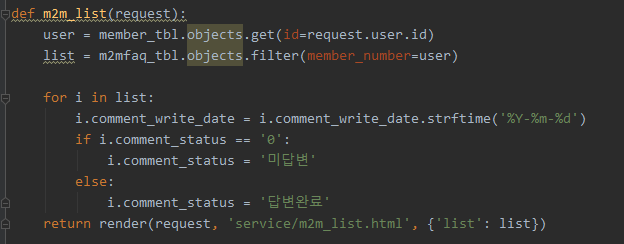 def m2m_list(request):
    user = member_tbl.objects.get(id=request.user.id)
    list = m2mfaq_tbl.objects.filter(member_number=user)

    for i in list:
        i.comment_write_date = i.comment_write_date.strftime('%Y-%m-%d')
        if i.comment_status == '0':
            i.comment_status = '미답변'
        else:
            i.comment_status = '답변완료'
    return render(request, 'service/m2m_list.html', {'list': list})